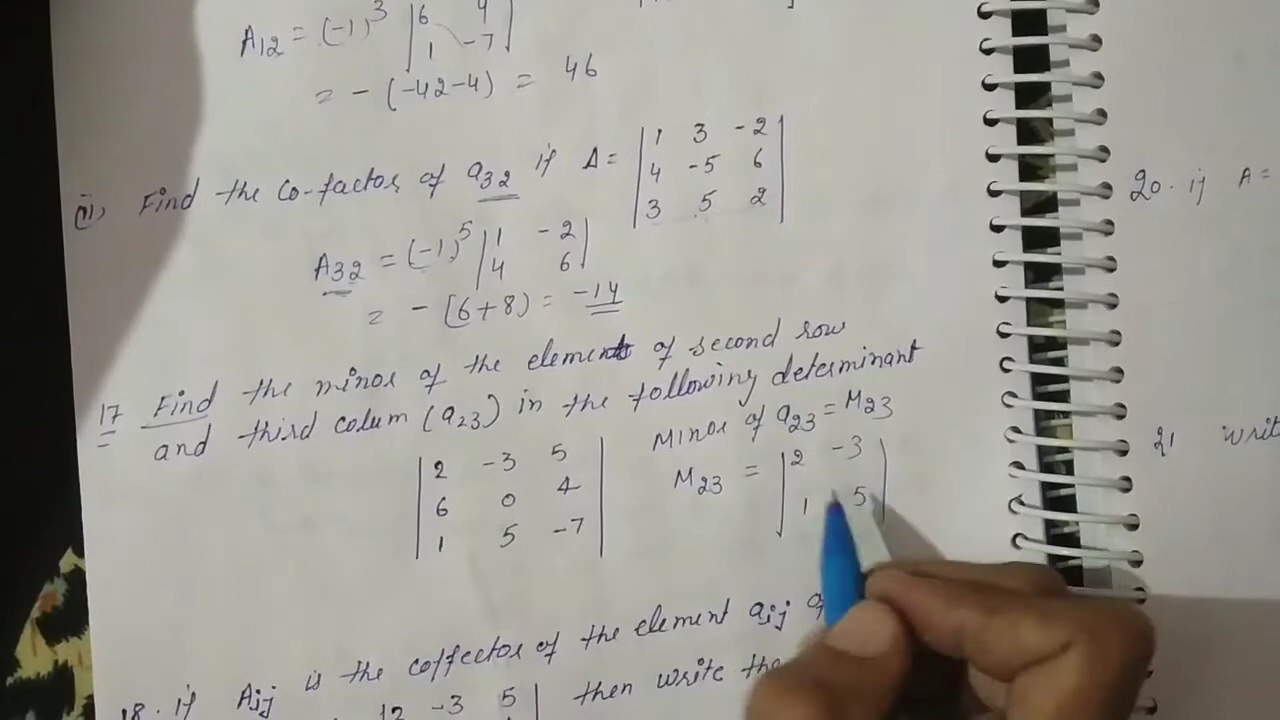 A12 = (-1)^3 | 6 4 |
| 1 -7 |
= - (-42-4) = 46
(ii) Find the co-factor of a32 if Δ = | 1 3 -2 |
| 4 -5 6 |
| 3 5 2 |
A32 = (-1)^5 | 1 -2 |
| 4 6 |
= - (6+8) = -14
17 Find the minor of the elements of second row
and third colum (a23) in the following determinant
| 2 -3 5 |
| 6 0 4 |
| 1 5 -7 |
Minor of a23 = M23
M23 = | 2 -3 |
| 1 5 |
18. if Aij is the coffector of the element aij
12 -3 5 | then write the
20. if A =
21 writ